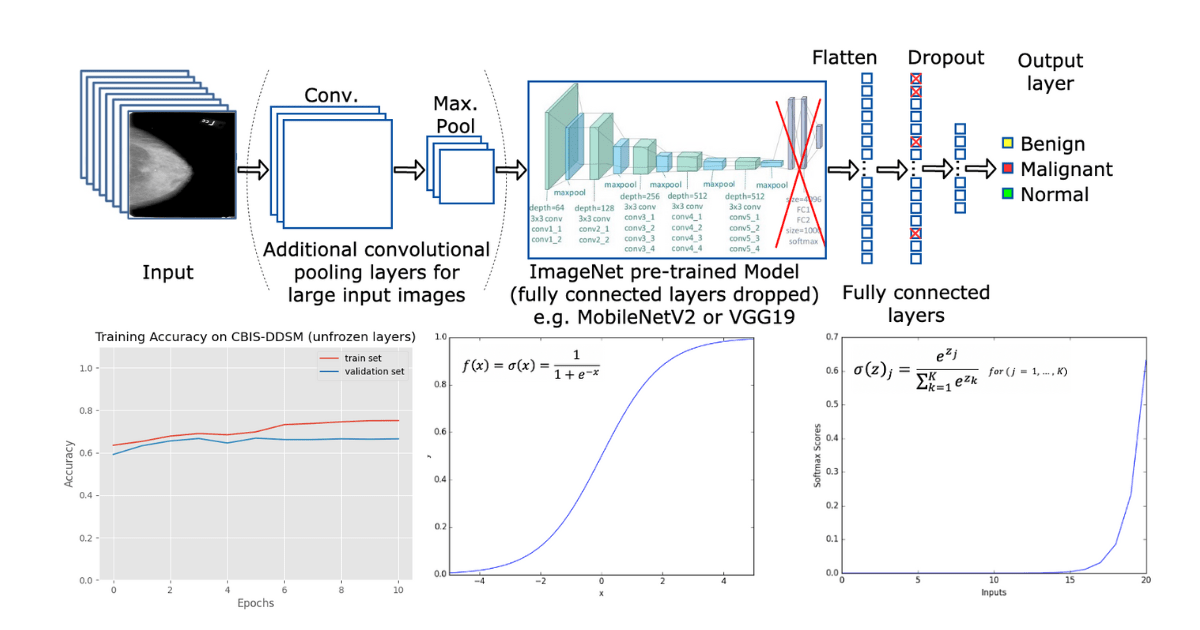 Input
Conv.
Max.
Pool
Additional convolutional
pooling layers for
large input images
maxpool
maxpool
maxpool
maxpool
maxpool
depth=64
3x3 conv
conv1_1
conv1_2
depth=128
3x3 conv
conv2_1
conv2_2
depth=256
3x3 conv
conv3_1
conv3_2
conv3_3
conv3_4
depth=512
3x3 conv
conv4_1
conv4_2
conv4_3
conv4_4
depth=512
3x3 conv
conv5_1
conv5_2
conv5_3
conv5_4
size=4096
FC1
FC2
size=1000
softmax
ImageNet pre-trained Model
(fully connected layers dropped)
e.g. MobileNetV2 or VGG19
Flatten
Dropout
Fully connected
layers
Output
layer
Benign
Malignant
Normal
Training Accuracy on CBIS-DDSM (unfrozen layers)
train set
validation set
Accuracy
1.0
0.8
0.6
0.4
0.2
0.0
0 2 4 6 8 10
Epochs
f(x) = σ(x) = 1 / (1 + e^{-x})
1.0
0.8
0.6
0.4
0.2
0.0
−4 −2 0 2 4
x
σ(z)_j = e^{z_j} / ∑_{k=1}^{K} e^{z_k} for (j = 1, …, K)
Softmax Scores
0.7
0.6
0.5
0.4
0.3
0.2
0.1
0.0
0 5 10 15 20
Inputs